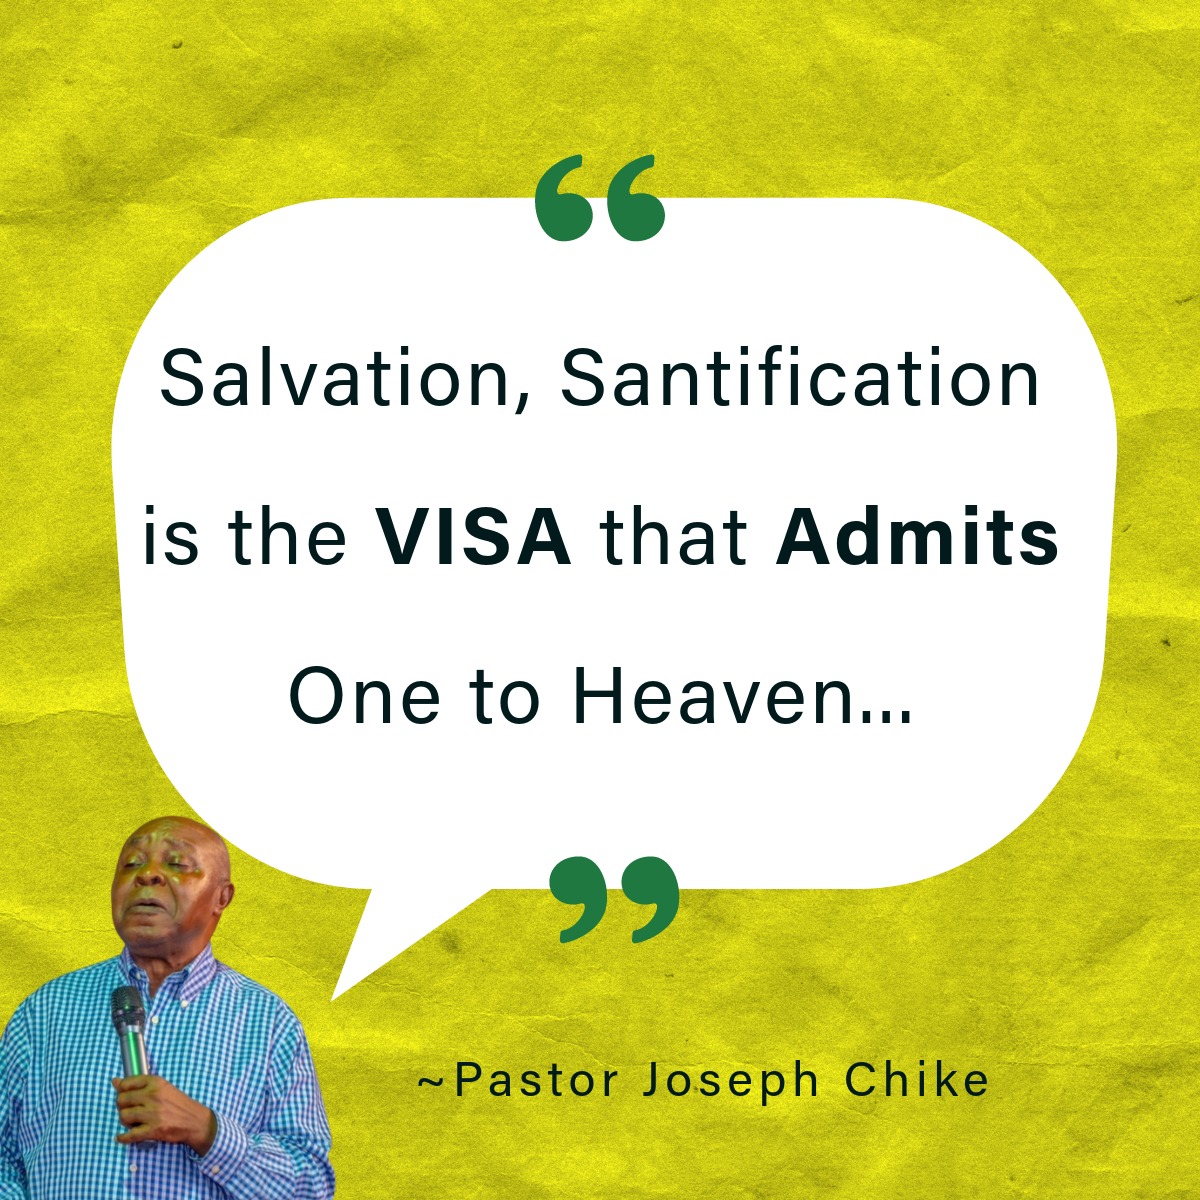 “
Salvation, Santification
is the VISA that Admits
One to Heaven...
”
~Pastor Joseph Chike